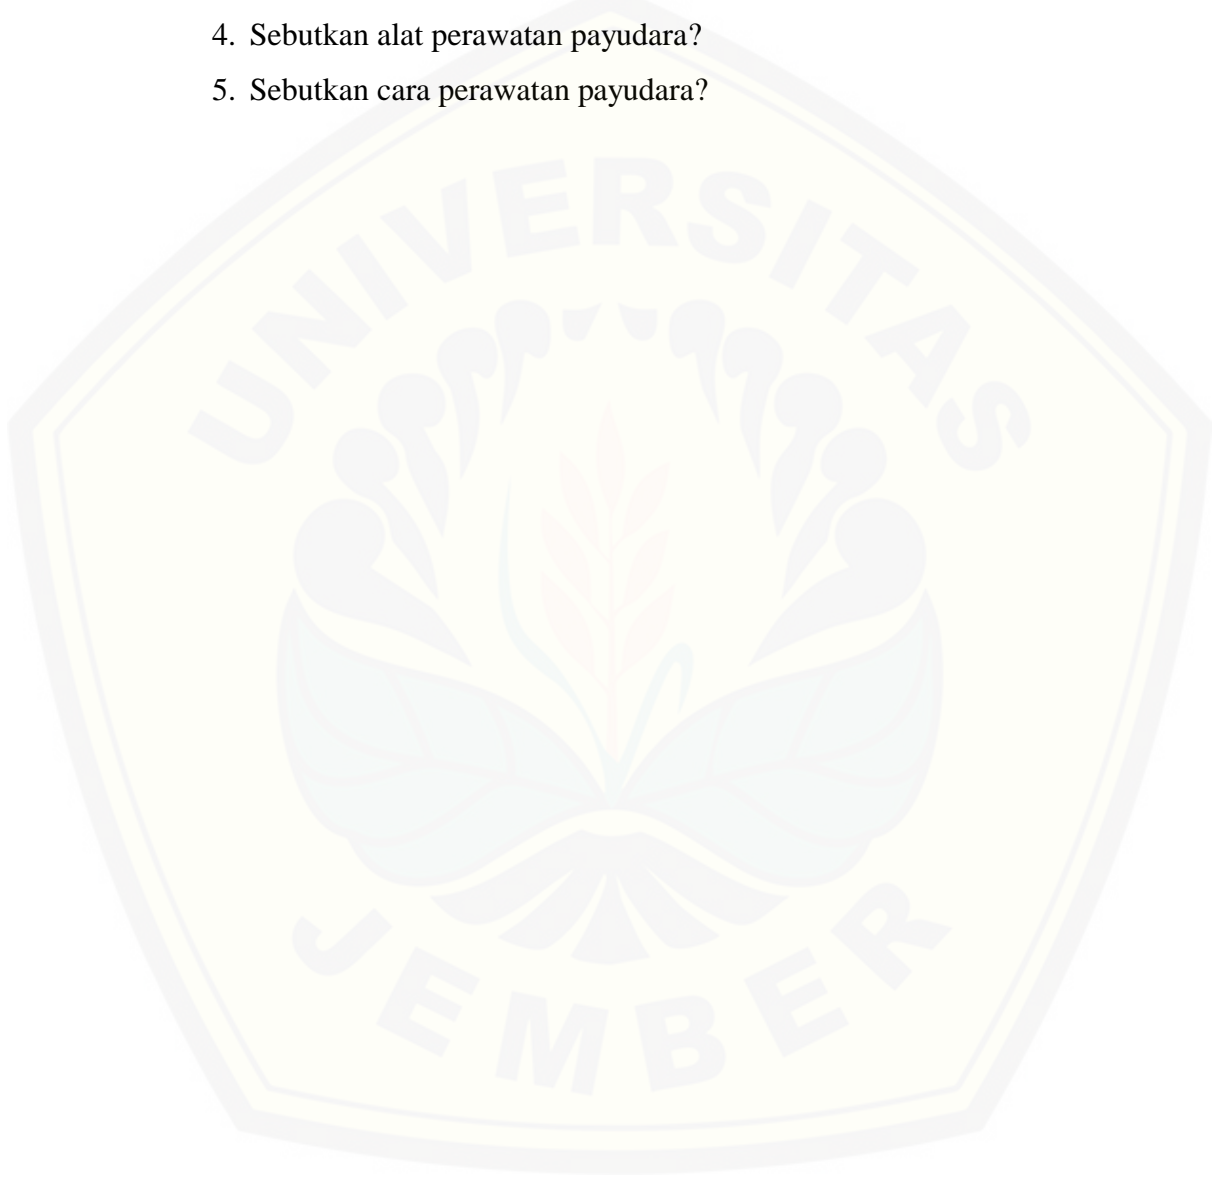 4. Sebutkan alat perawatan payudara?
5. Sebutkan cara perawatan payudara?
UNIVERSITAS
JEMBER